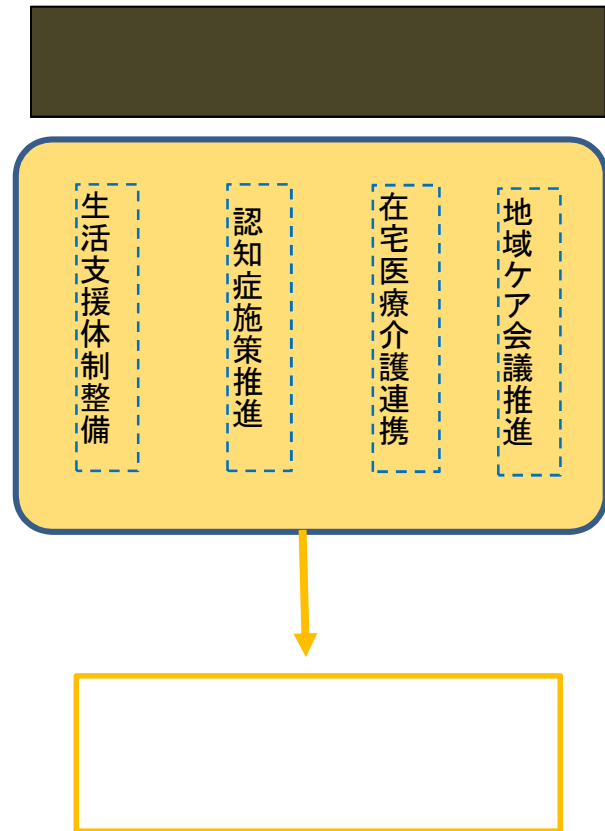 地域ケア会議推進
在宅医療介護連携
認知症施策推進
生活支援体制整備